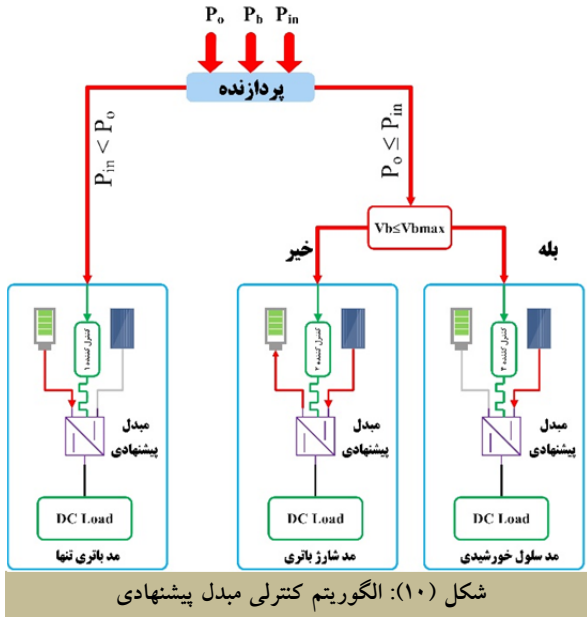 Po Pb Pin
پردازنده
Pin < Po
Po ≤ Pin
Vb≤Vbmax
خیر
بله
کنترل کننده ۱
مبدل
پیشنهادی
DC Load
مد باتری تنها
کنترل کننده ۲
مبدل
پیشنهادی
DC Load
مد شارژ باتری
کنترل کننده ۳
مبدل
پیشنهادی
DC Load
مد سلول خورشیدی
شکل (۱۰): الگوریتم کنترلی مبدل پیشنهادی